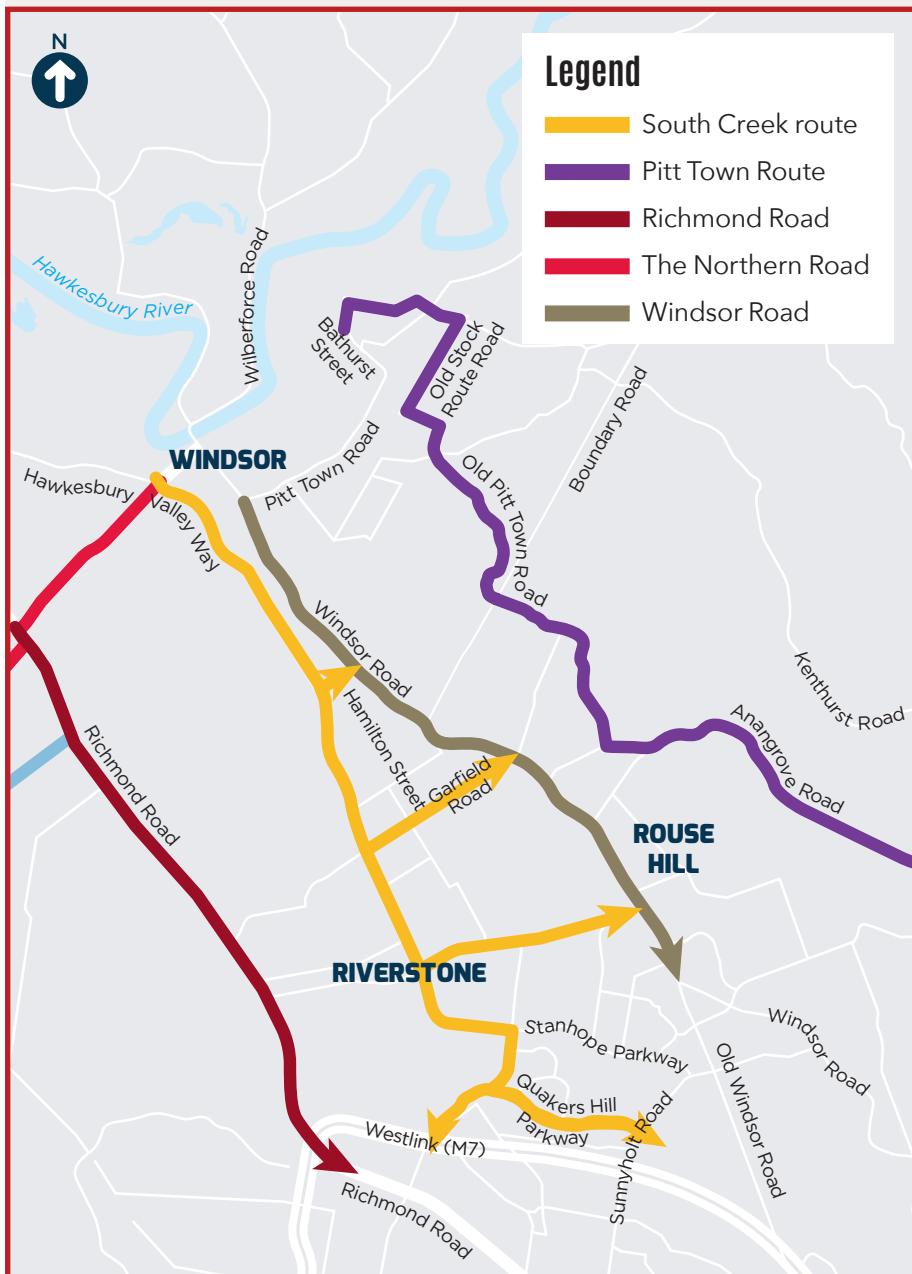 N
Legend
South Creek route
Pitt Town Route
Richmond Road
The Northern Road
Windsor Road
Hawkesbury River
Wilberforce Road
Bathurst
Street
Old Stock
Route Road
Boundary Road
WINDSOR
Pitt Town Road
Hawkesbury
Valley Way
Old Pitt Town
Road
Windsor Road
Kenthurst Road
Hamilton Street
Anangrove Road
Richmond Road
Garfield
Road
ROUSE
HILL
RIVERSTONE
Stanhope Parkway
Windsor Road
Old Windsor Road
Quakers Hill
Parkway
Westlink (M7)
Sunnyholt Road
Richmond Road